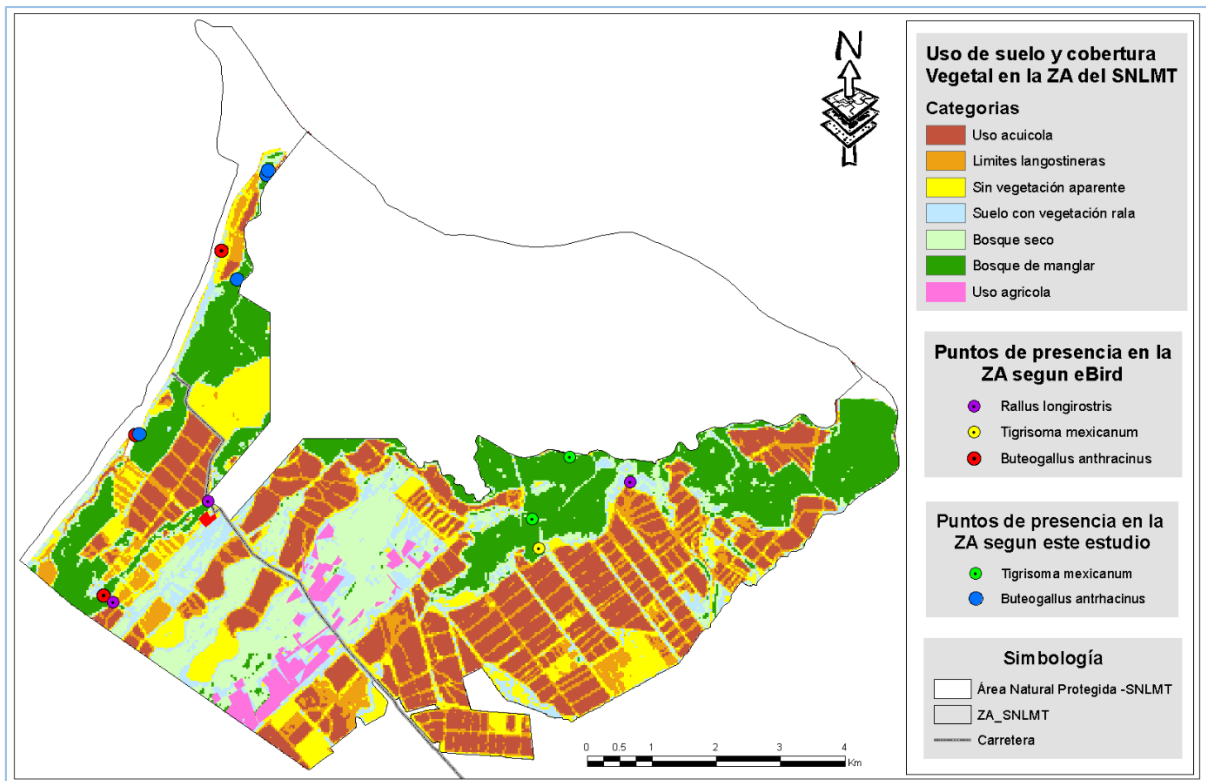 N
Uso de suelo y cobertura
Vegetal en la ZA del SNLMT
Categorias
Uso acuicola
Limites langostineras
Sin vegetación aparente
Suelo con vegetación rala
Bosque seco
Bosque de manglar
Uso agricola
Puntos de presencia en la
ZA segun eBird
Rallus longirostris
Tigrisoma mexicanum
Buteogallus anthracinus
Puntos de presencia en la
ZA segun este estudio
Tigrisoma mexicanum
Buteogallus antrhacinus
Simbología
Área Natural Protegida -SNLMT
ZA_SNLMT
Carretera
0 0.5 1 2 3 4
Km